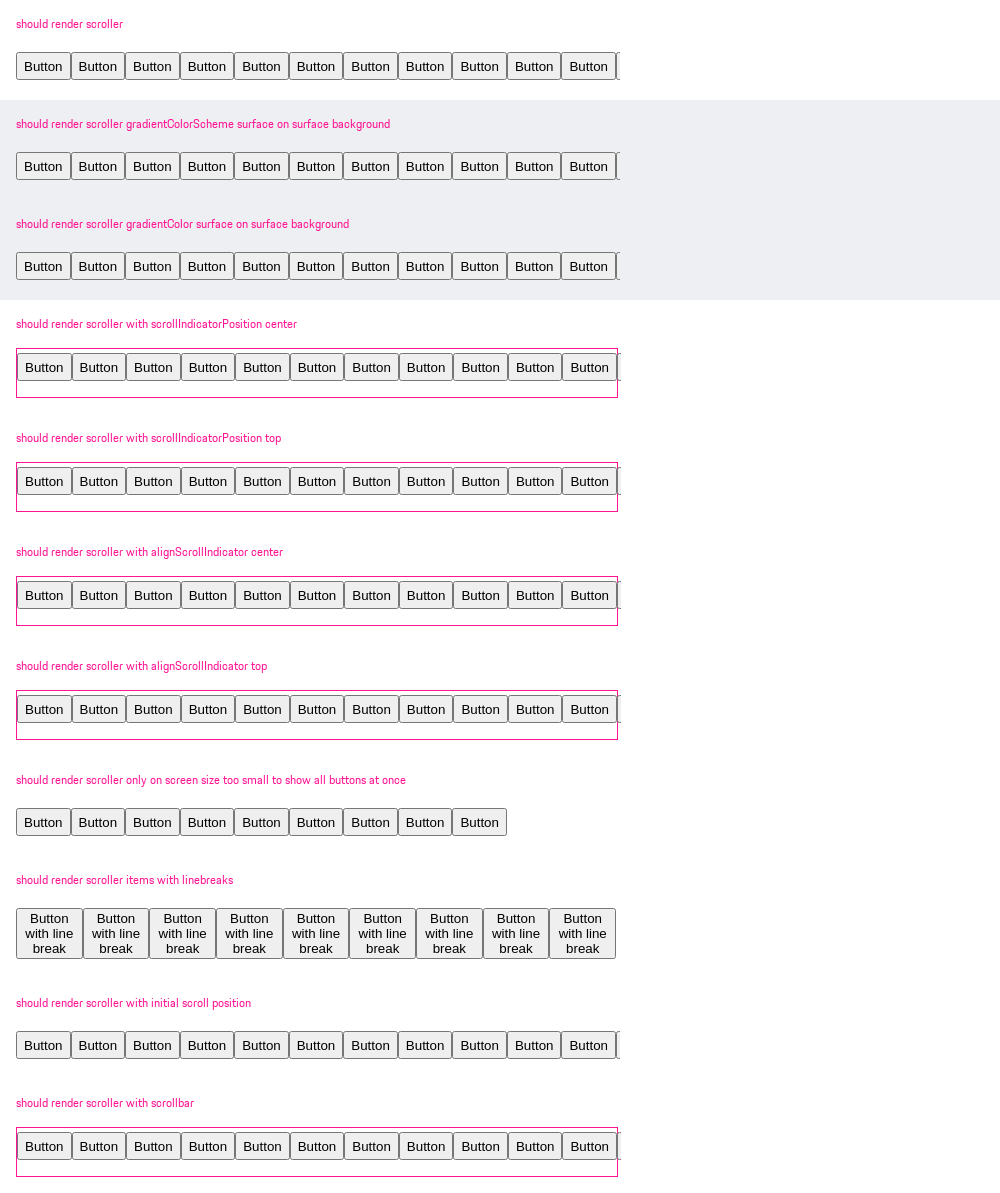 should render scroller
Button Button Button Button Button Button Button Button Button Button Button
should render scroller gradientColorScheme surface on surface background
Button Button Button Button Button Button Button Button Button Button Button
should render scroller gradientColor surface on surface background
Button Button Button Button Button Button Button Button Button Button Button
should render scroller with scrollIndicatorPosition center
Button Button Button Button Button Button Button Button Button Button Button
should render scroller with scrollIndicatorPosition top
Button Button Button Button Button Button Button Button Button Button Button
should render scroller with alignScrollIndicator center
Button Button Button Button Button Button Button Button Button Button Button
should render scroller with alignScrollIndicator top
Button Button Button Button Button Button Button Button Button Button Button
should render scroller only on screen size too small to show all buttons at once
Button Button Button Button Button Button Button Button Button
should render scroller items with linebreaks
Button Button Button Button Button Button Button Button Button
with line with line with line with line with line with line with line with line with line
break break break break break break break break break
should render scroller with initial scroll position
Button Button Button Button Button Button Button Button Button Button Button
should render scroller with scrollbar
Button Button Button Button Button Button Button Button Button Button Button